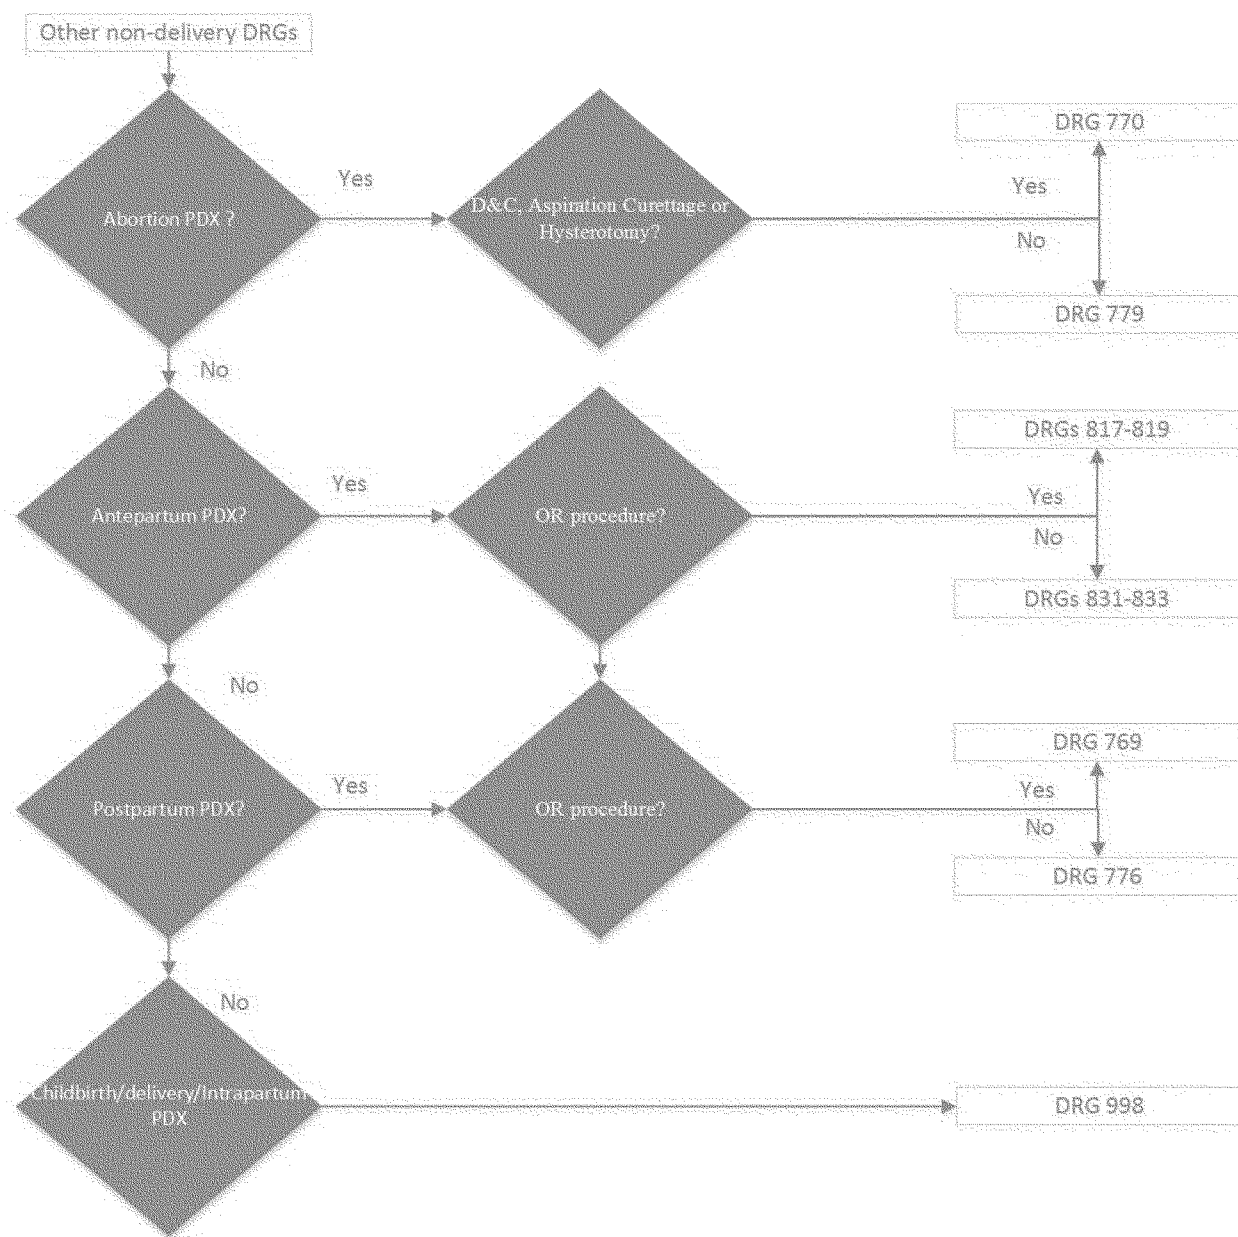 Other non-delivery DRGs
Abortion PDX ?
Yes
D&C, Aspiration Curettage or
Hysterotomy?
DRG 770
Yes
No
DRG 779
No
Antepartum PDX?
Yes
OR procedure?
DRGs 817-819
Yes
No
DRGs 831-833
No
Postpartum PDX?
Yes
OR procedure?
DRG 769
Yes
No
DRG 776
No
Childbirth/delivery/Intrapartum
PDX
DRG 998